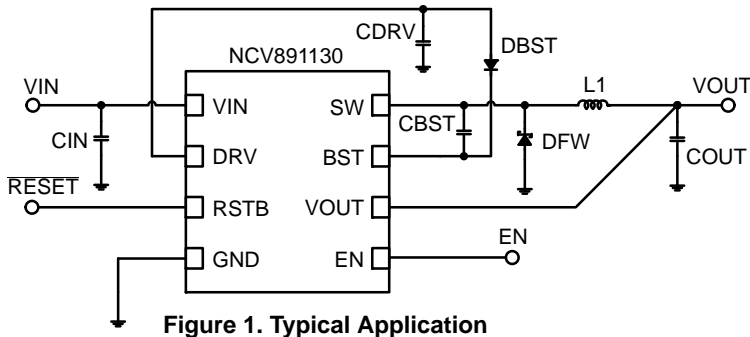 CDRV
DBST
NCV891130
VIN
L1
VOUT
VIN
SW
CIN
CBST
DFW
COUT
DRV
BST
RESET
RSTB
VOUT
EN
GND
EN
Figure 1. Typical Application